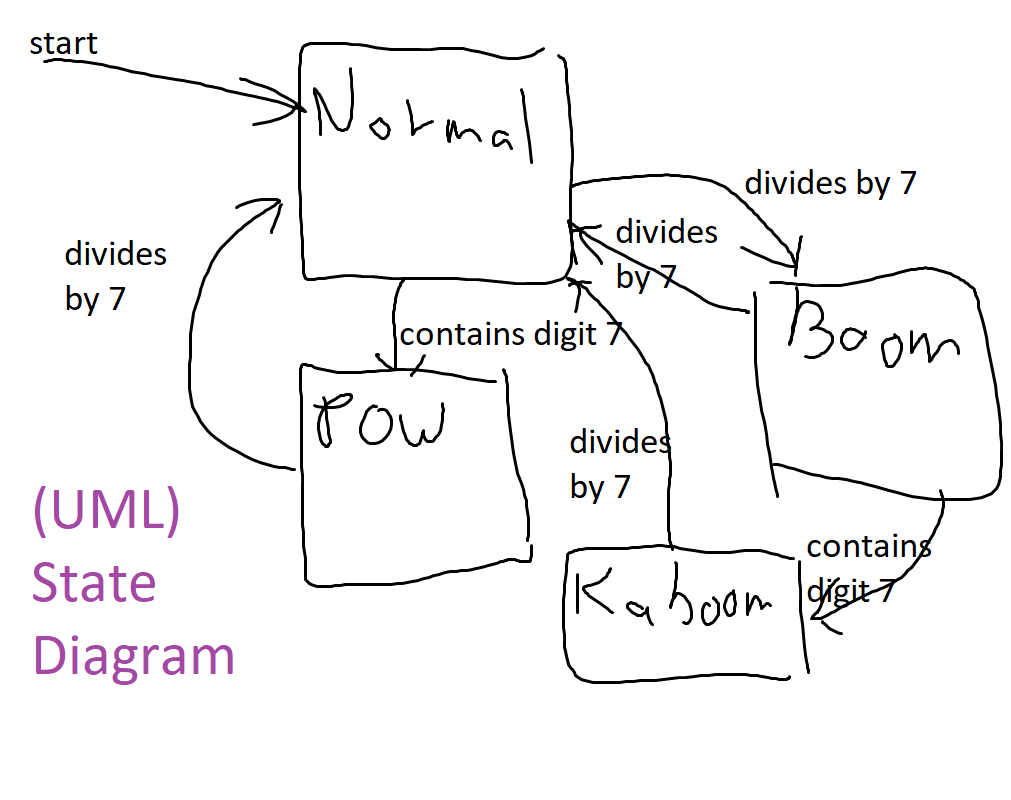 start
Normal
divides by 7
divides
by 7
divides
by 7
contains digit 7
Boom
POW
divides
by 7
(UML)
State
Diagram
contains
digit 7
Kaboom